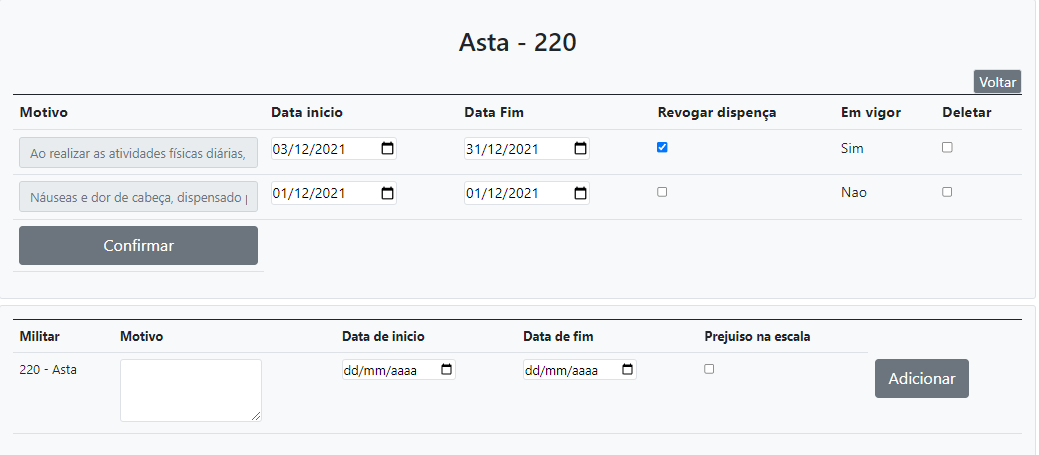 Asta - 220
Voltar
Motivo Data inicio Data Fim Revogar dispença Em vigor Deletar
Ao realizar as atividades físicas diárias, 03/12/2021 31/12/2021 Sim
Náuseas e dor de cabeça, dispensado 01/12/2021 01/12/2021 Nao
Confirmar
Militar Motivo Data de inicio Data de fim Prejuiso na escala
220 - Asta dd/mm/aaaa dd/mm/aaaa Adicionar